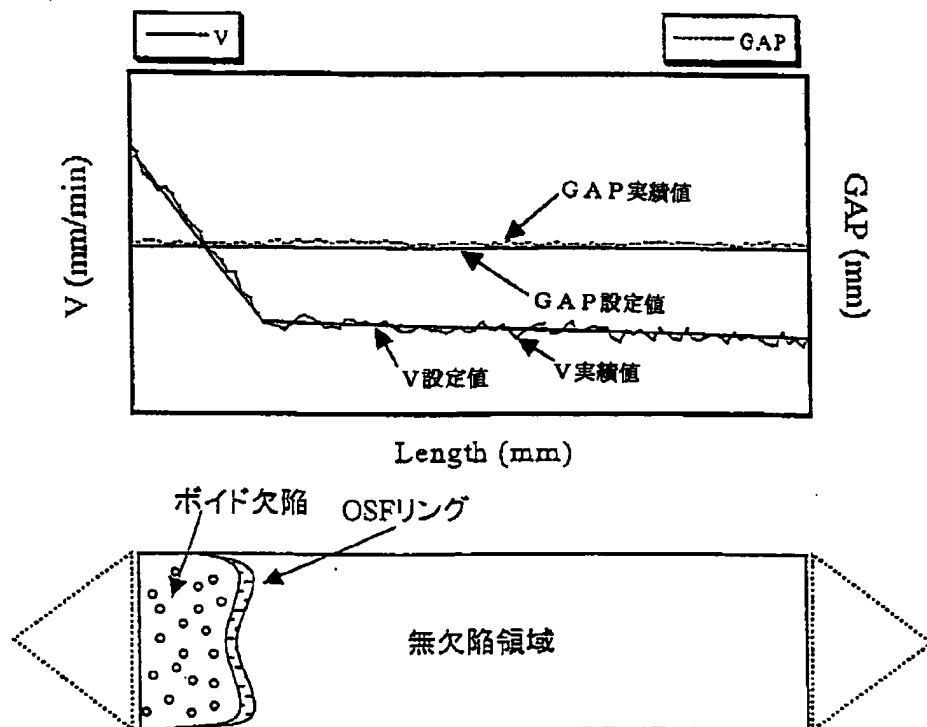 V
GAP
V (mm/min)
GAP (mm)
GAP実績値
GAP設定値
V設定値
V実績値
Length (mm)
ボイド欠陥
OSFリング
無欠陥領域